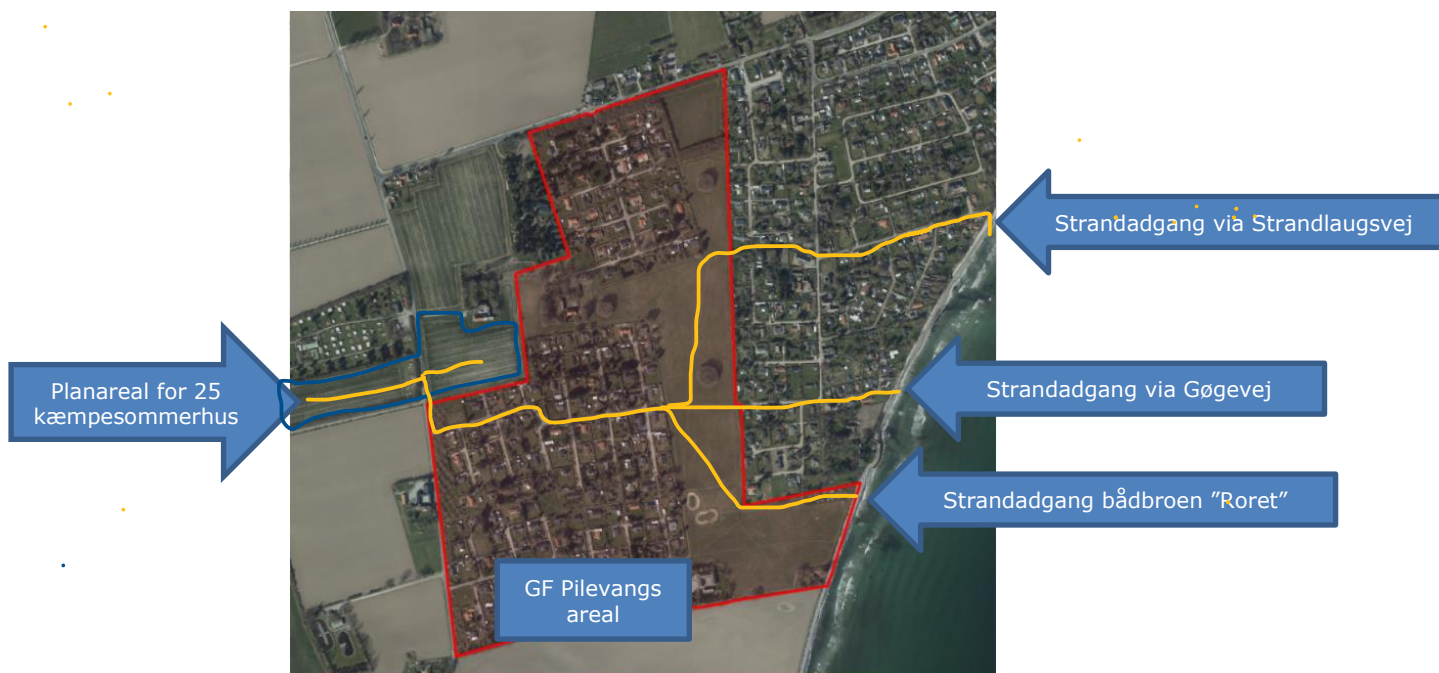 Strandadgang via Strandlaugsvej
Planareal for 25
kæmpesommerhus
Strandadgang via Gøgevej
Strandadgang bådbroen ”Roret”
GF Pilevangs
areal